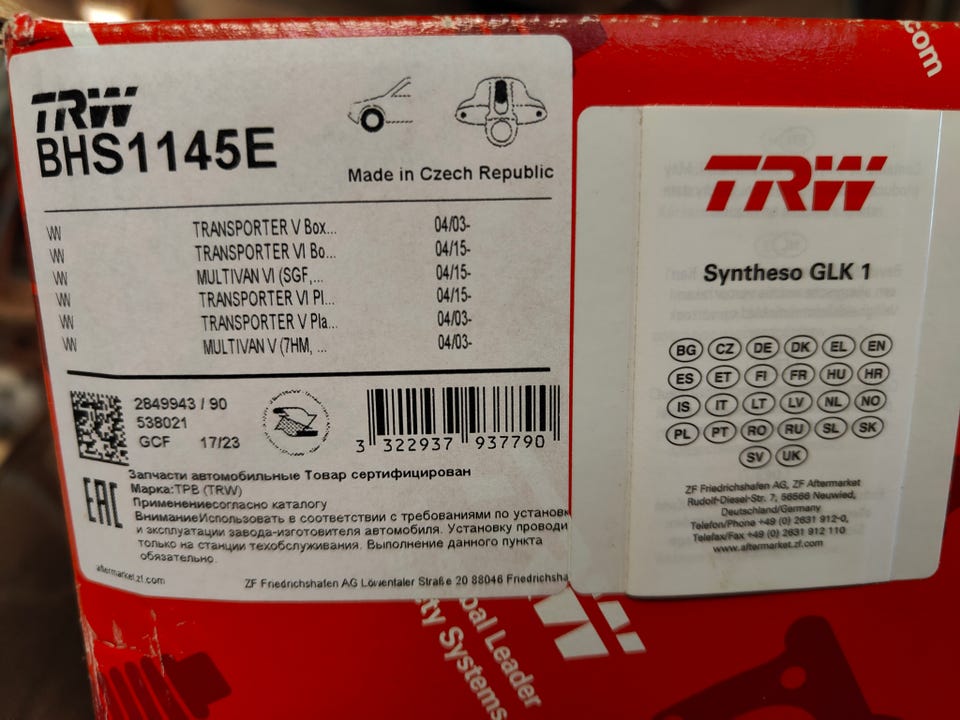 TRW
BHS1145E
Made in Czech Republic
VW TRANSPORTER V Box... 04/03-
VW TRANSPORTER VI Bo... 04/15-
VW MULTIVAN VI (SGF,... 04/15-
VW TRANSPORTER VI Pl... 04/15-
VW TRANSPORTER V Pla... 04/03-
VW MULTIVAN V (7HM, ... 04/03-
2849943 / 90
538021
GCF 17/23
3 322937 937790
EAC
Запчасти автомобильные Товар сертифицирован
Марка:ТРВ (TRW)
Применениесогласно каталогу
ВниманиеИспользовать в соответствии с требованиями по установк
и эксплуатации завода-изготовителя автомобиля. Установку проводи
только на станции техобслуживания. Выполнение данного пункта
обязательно.
aftermarket.zf.com
ZF Friedrichshafen AG Löwentaler Straße 20 88046 Friedrichsha
.com
TRW
Syntheso GLK 1
BG CZ DE DK EL EN
ES ET FI FR HU HR
IS IT LT LV NL NO
PL PT RO RU SL SK
SV UK
ZF Friedrichshafen AG, ZF Aftermarket
Rudolf-Diesel-Str. 7, 56566 Neuwied,
Deutschland/Germany
Telefon/Phone +49 (0) 2631 912-0,
Telefax/Fax +49 (0) 2631 912 110
www.aftermarket.zf.com
bal Leader
ty Systems